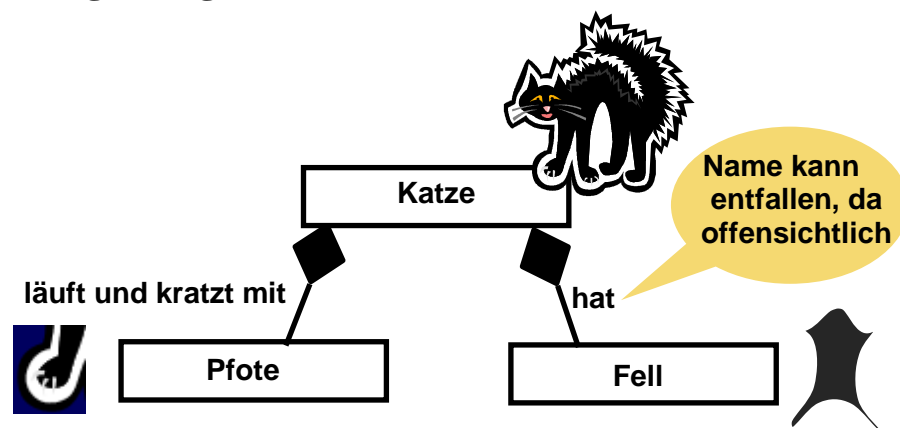 Katze
Name kann
entfallen, da
offensichtlich
läuft und kratzt mit
hat
Pfote
Fell